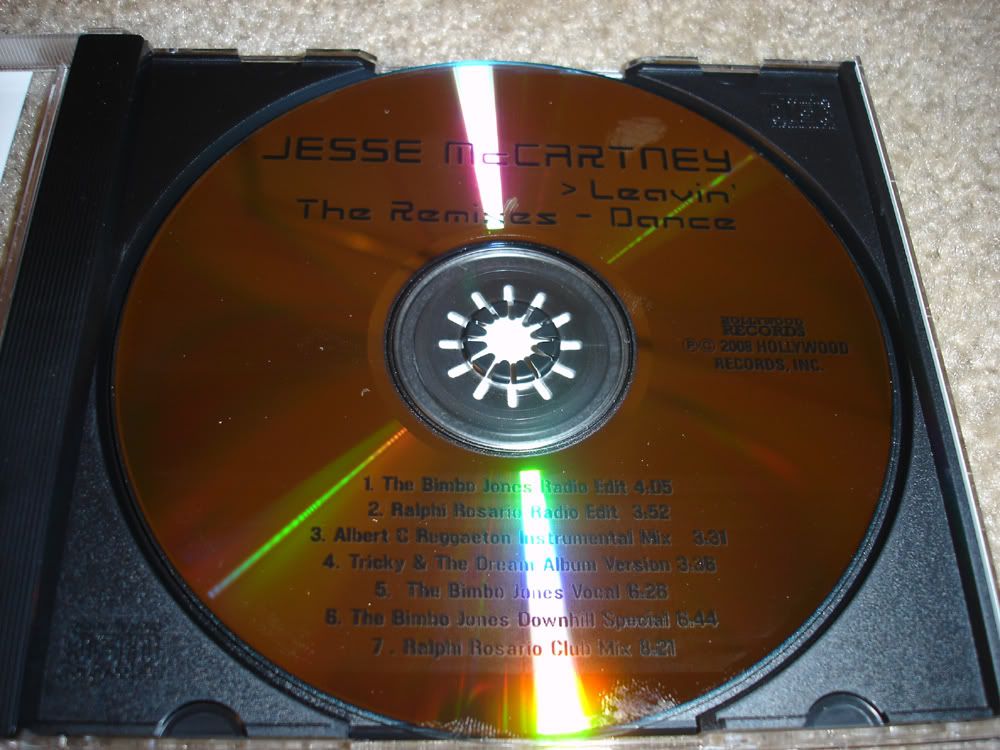 JESSE McCARTNEY
> Leavin'
The Remixes - Dance
HOLLYWOOD
RECORDS
℗© 2008 HOLLYWOOD
RECORDS, INC.
1. The Bimbo Jones Radio Edit 4:05
2. Ralphi Rosario Radio Edit 3:52
3. Albert C Reggaeton Instrumental Mix 3:31
4. Tricky & The Dream Album Version 3:36
5. The Bimbo Jones Vocal 6:28
6. The Bimbo Jones Downhill Special 6:44
7. Ralphi Rosario Club Mix 8:21